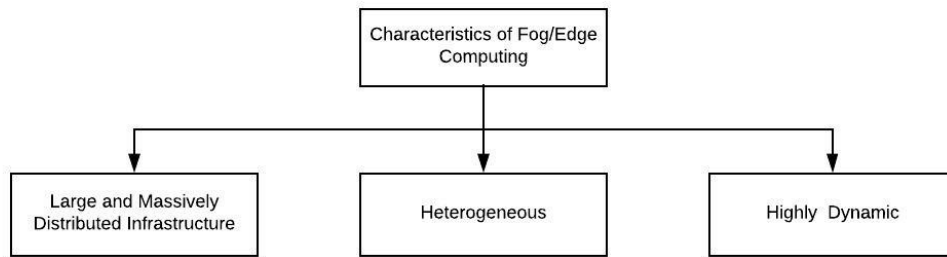 Characteristics of Fog/Edge
Computing
Large and Massively
Distributed Infrastructure
Heterogeneous
Highly Dynamic